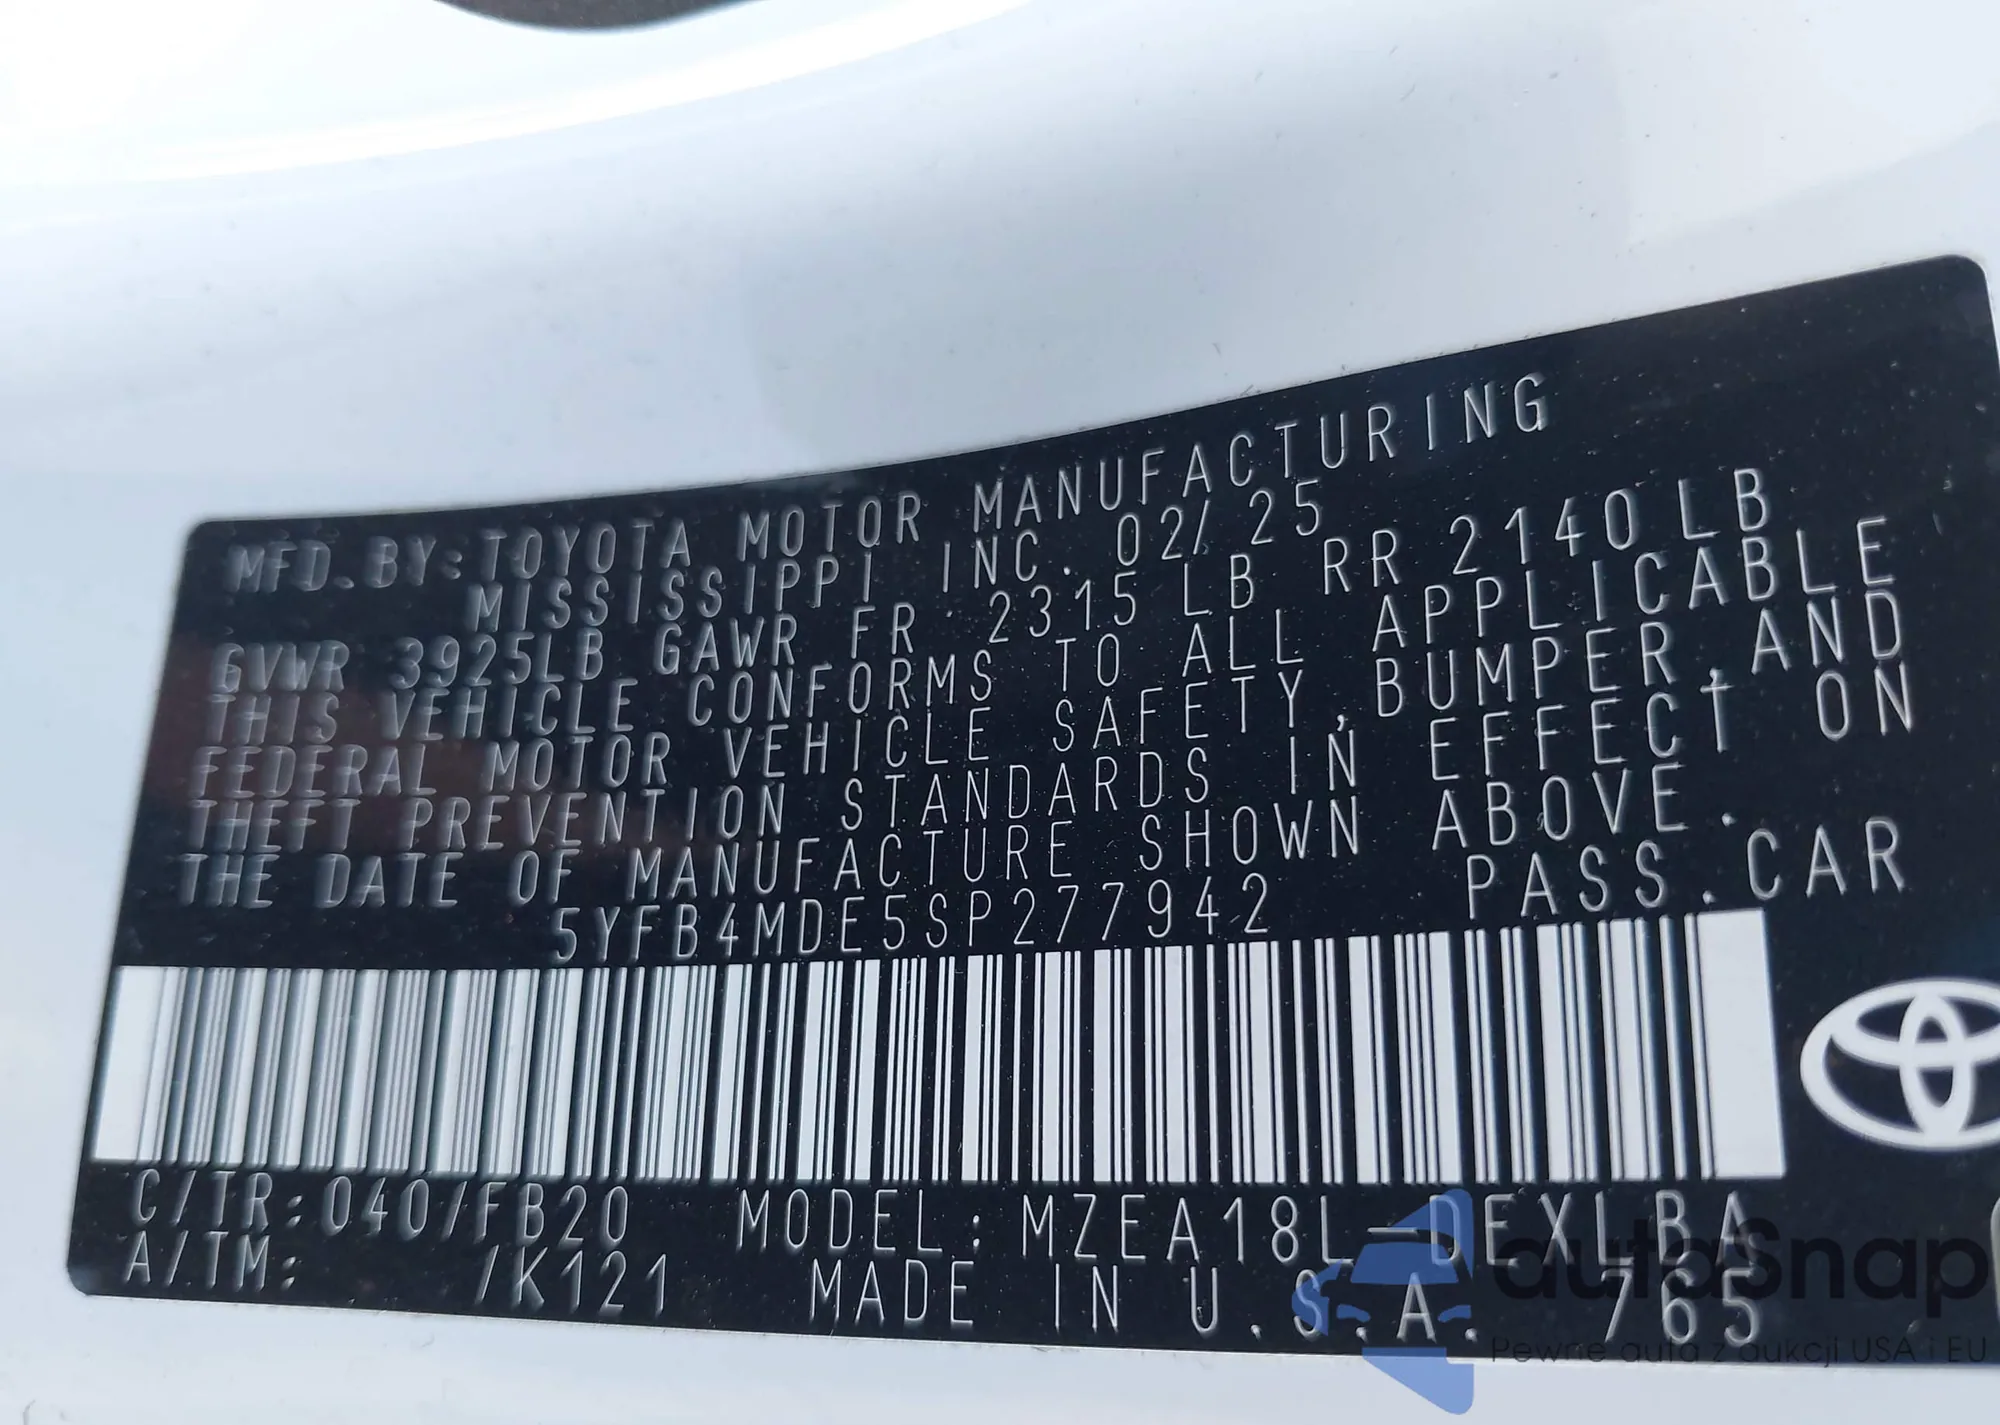 MFD. BY: TOYOTA MOTOR MANUFACTURING
MISSISSIPPI INC. 02/25
GVWR 3925LB GAWR FR 2315 LB RR 2140LB
THIS VEHICLE CONFORMS TO ALL APPLICABLE
FEDERAL MOTOR VEHICLE SAFETY, BUMPER, AND
THEFT PREVENTION STANDARDS IN EFFECT ON
THE DATE OF MANUFACTURE SHOWN ABOVE.
5YFB4MDE5SP277942 PASS. CAR
C/TR: 040/FB20 MODEL: MZEA18L-DEXLBA
A/TM: /K121 MADE IN U.S.A. 765
autoSnap
Pewne auta z aukcji USA i EU